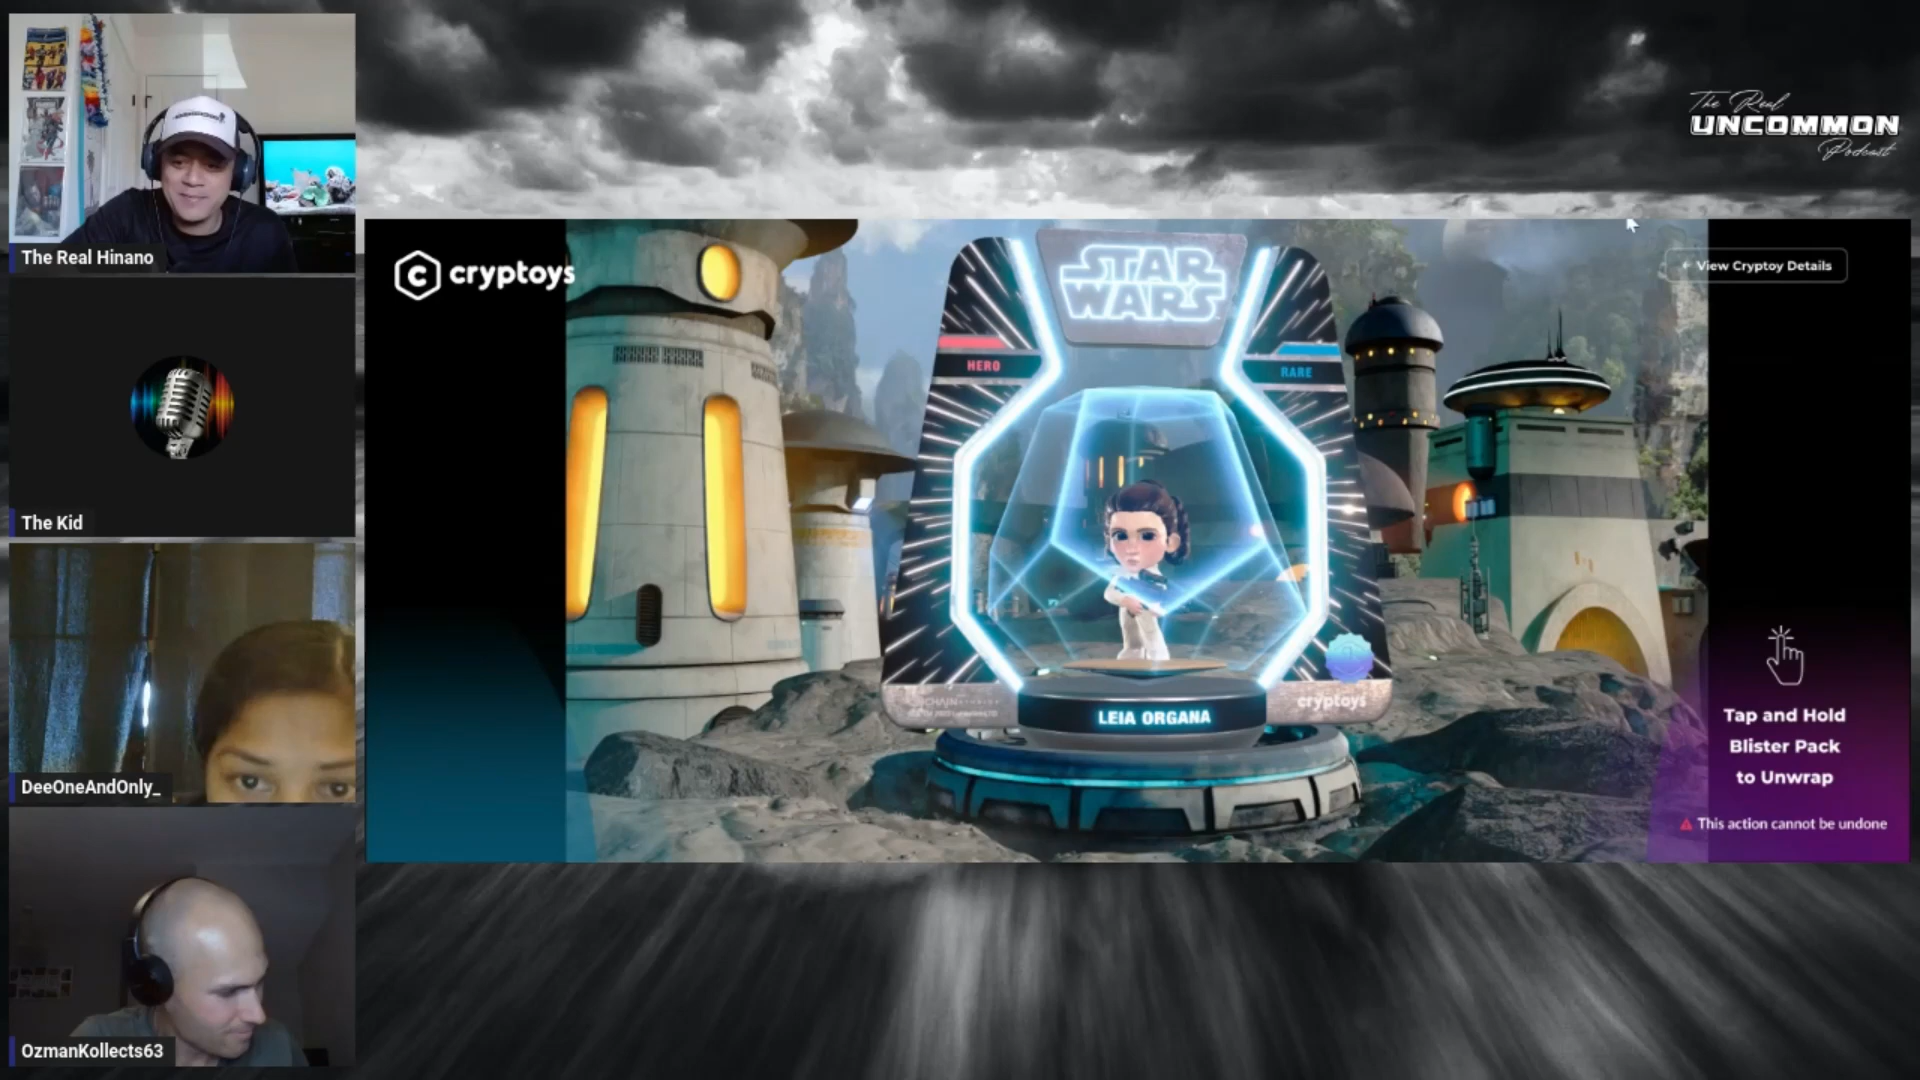 The Real Hinano
The Kid
DeeOneAndOnly_
OzmanKollects63
The Real
UNCOMMON
Podcast
cryptoys
View Cryptoy Details
STAR
WARS
HERO
RARE
LEIA ORGANA
cryptoys
Tap and Hold
Blister Pack
to Unwrap
This action cannot be undone